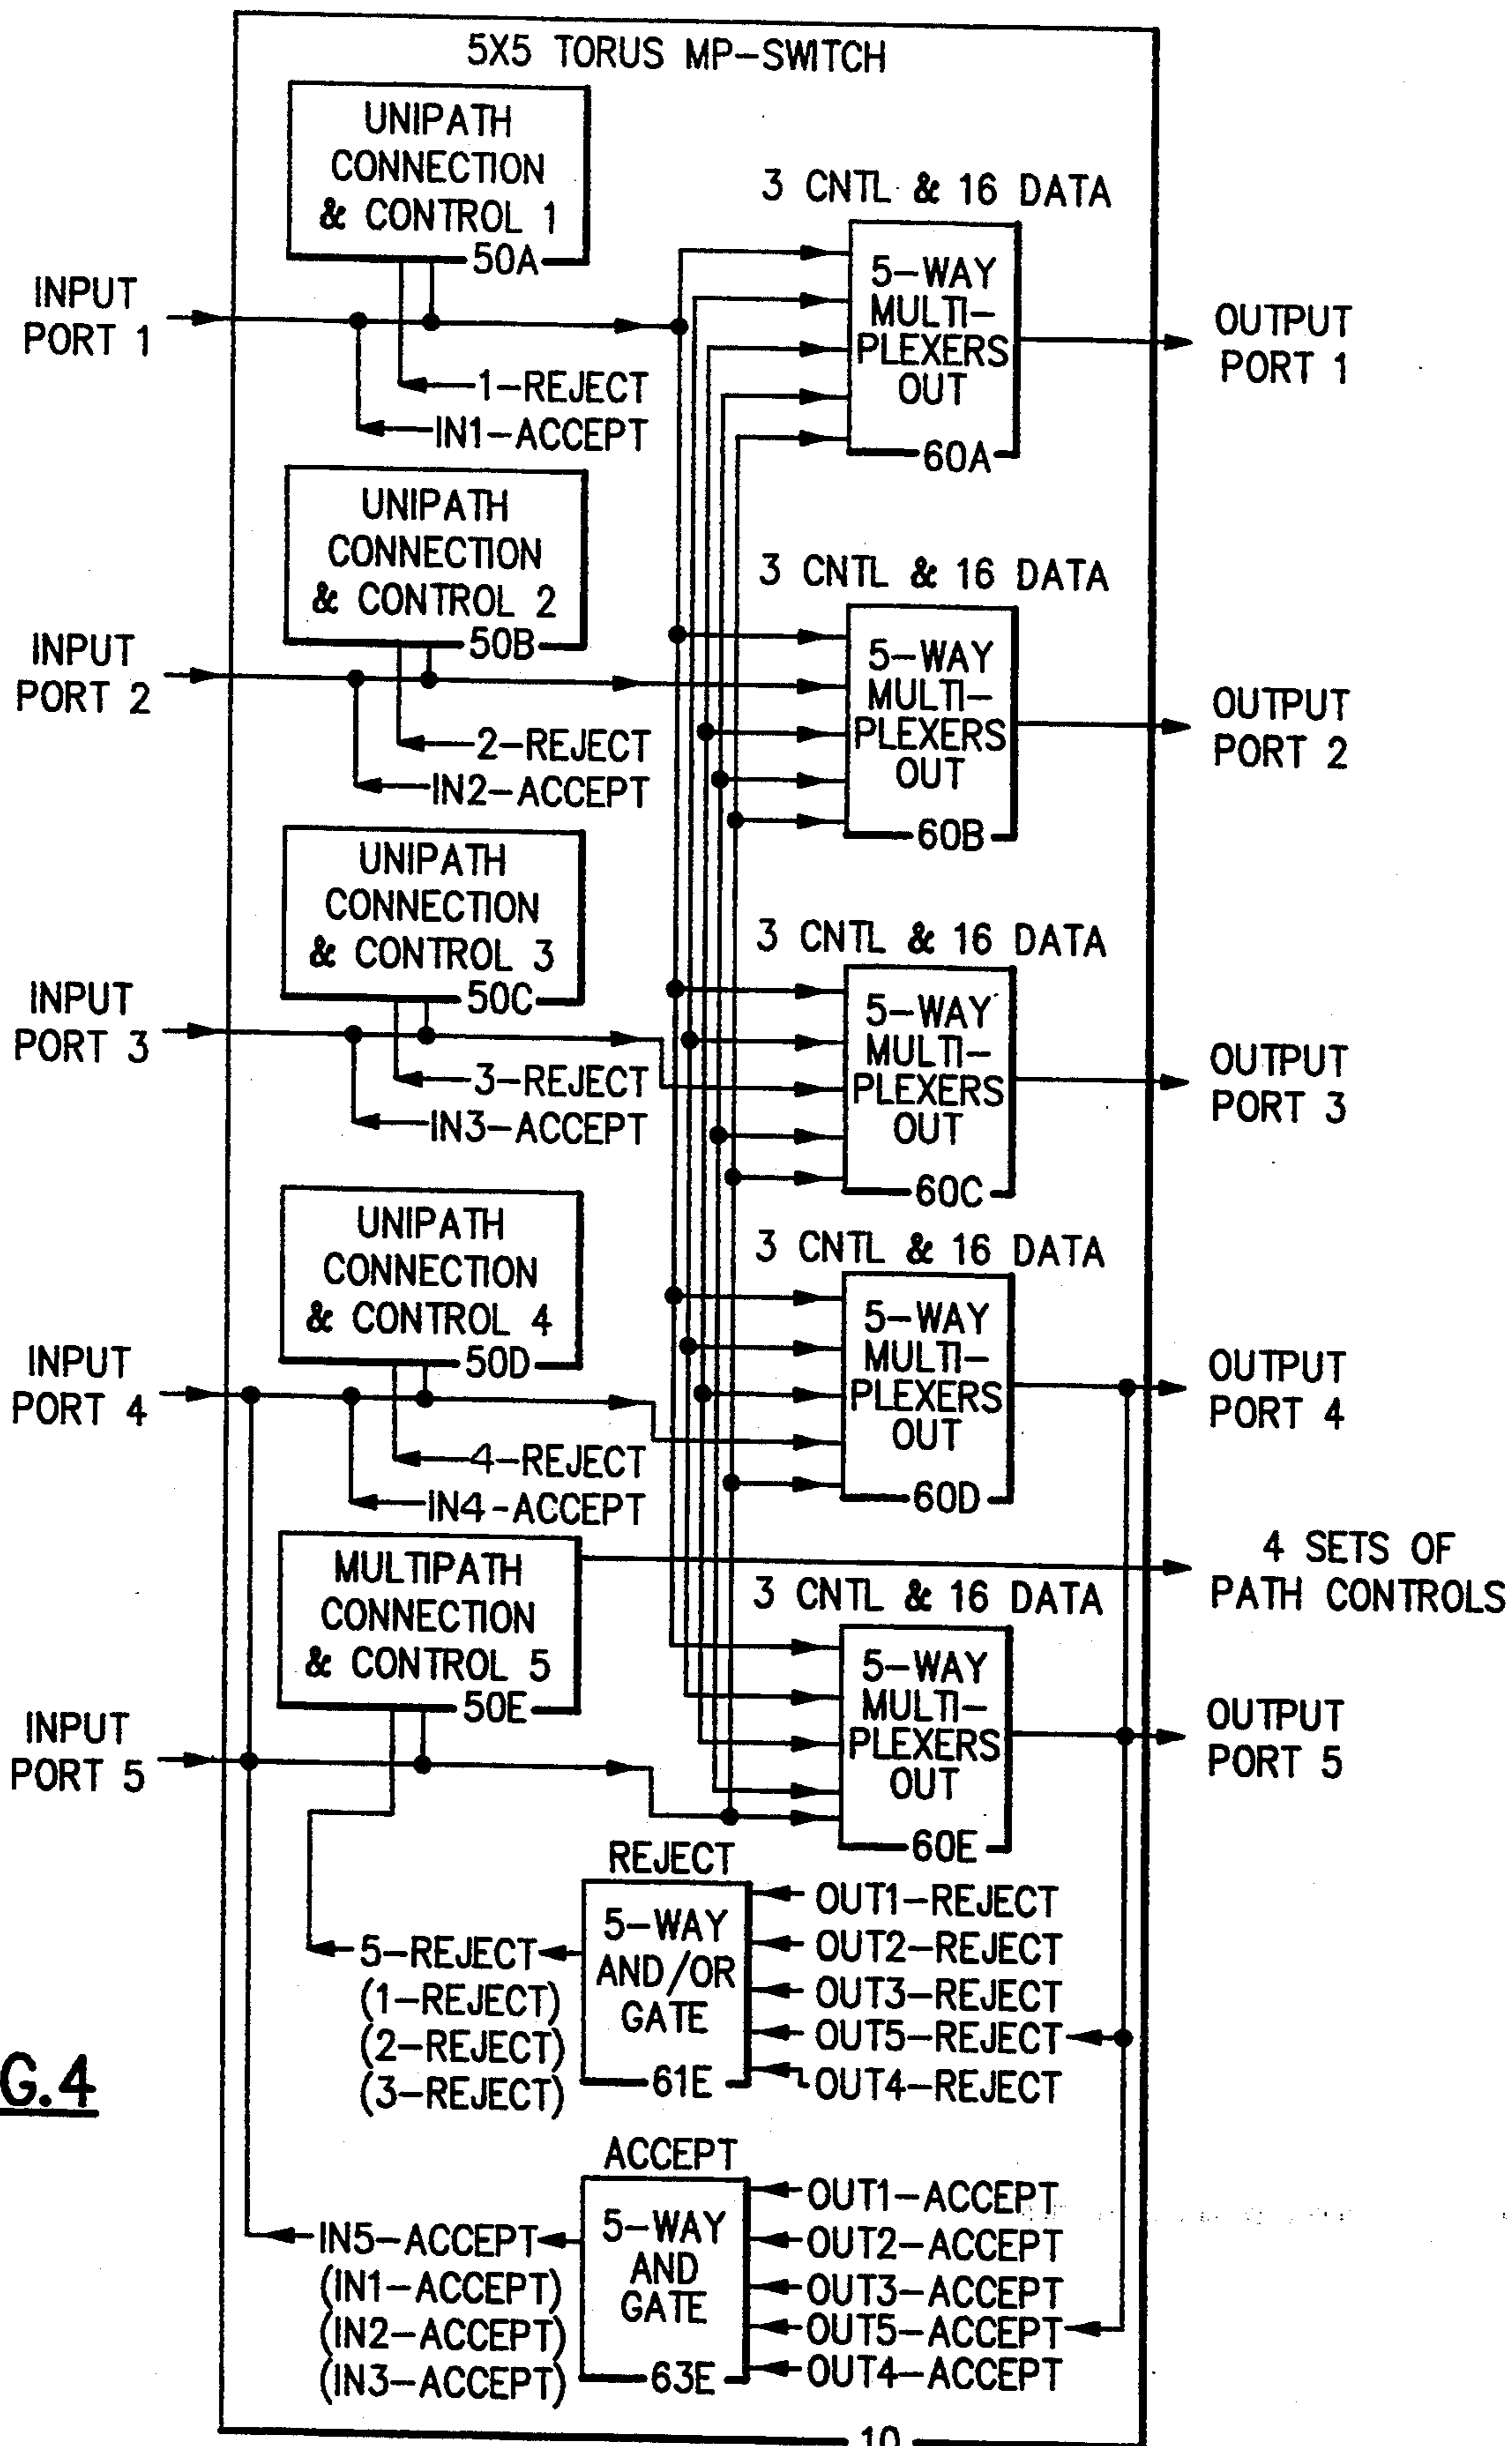 5X5 TORUS MP-SWITCH
UNIPATH
CONNECTION
& CONTROL 1
50A
3 CNTL & 16 DATA
5-WAY
MULTI-
PLEXERS
OUT
60A
INPUT
PORT 1
OUTPUT
PORT 1
1-REJECT
IN1-ACCEPT
UNIPATH
CONNECTION
& CONTROL 2
50B
3 CNTL & 16 DATA
5-WAY
MULTI-
PLEXERS
OUT
60B
INPUT
PORT 2
OUTPUT
PORT 2
2-REJECT
IN2-ACCEPT
UNIPATH
CONNECTION
& CONTROL 3
50C
3 CNTL & 16 DATA
5-WAY
MULTI-
PLEXERS
OUT
60C
INPUT
PORT 3
OUTPUT
PORT 3
3-REJECT
IN3-ACCEPT
UNIPATH
CONNECTION
& CONTROL 4
50D
3 CNTL & 16 DATA
5-WAY
MULTI-
PLEXERS
OUT
60D
INPUT
PORT 4
OUTPUT
PORT 4
4-REJECT
IN4-ACCEPT
MULTIPATH
CONNECTION
& CONTROL 5
50E
4 SETS OF
PATH CONTROLS
3 CNTL & 16 DATA
5-WAY
MULTI-
PLEXERS
OUT
60E
INPUT
PORT 5
OUTPUT
PORT 5
REJECT
5-WAY
AND/OR
GATE
61E
OUT1-REJECT
OUT2-REJECT
OUT3-REJECT
OUT5-REJECT
OUT4-REJECT
5-REJECT
(1-REJECT)
(2-REJECT)
(3-REJECT)
G.4
ACCEPT
5-WAY
AND
GATE
63E
OUT1-ACCEPT
OUT2-ACCEPT
OUT3-ACCEPT
OUT5-ACCEPT
OUT4-ACCEPT
IN5-ACCEPT
(IN1-ACCEPT)
(IN2-ACCEPT)
(IN3-ACCEPT)
10